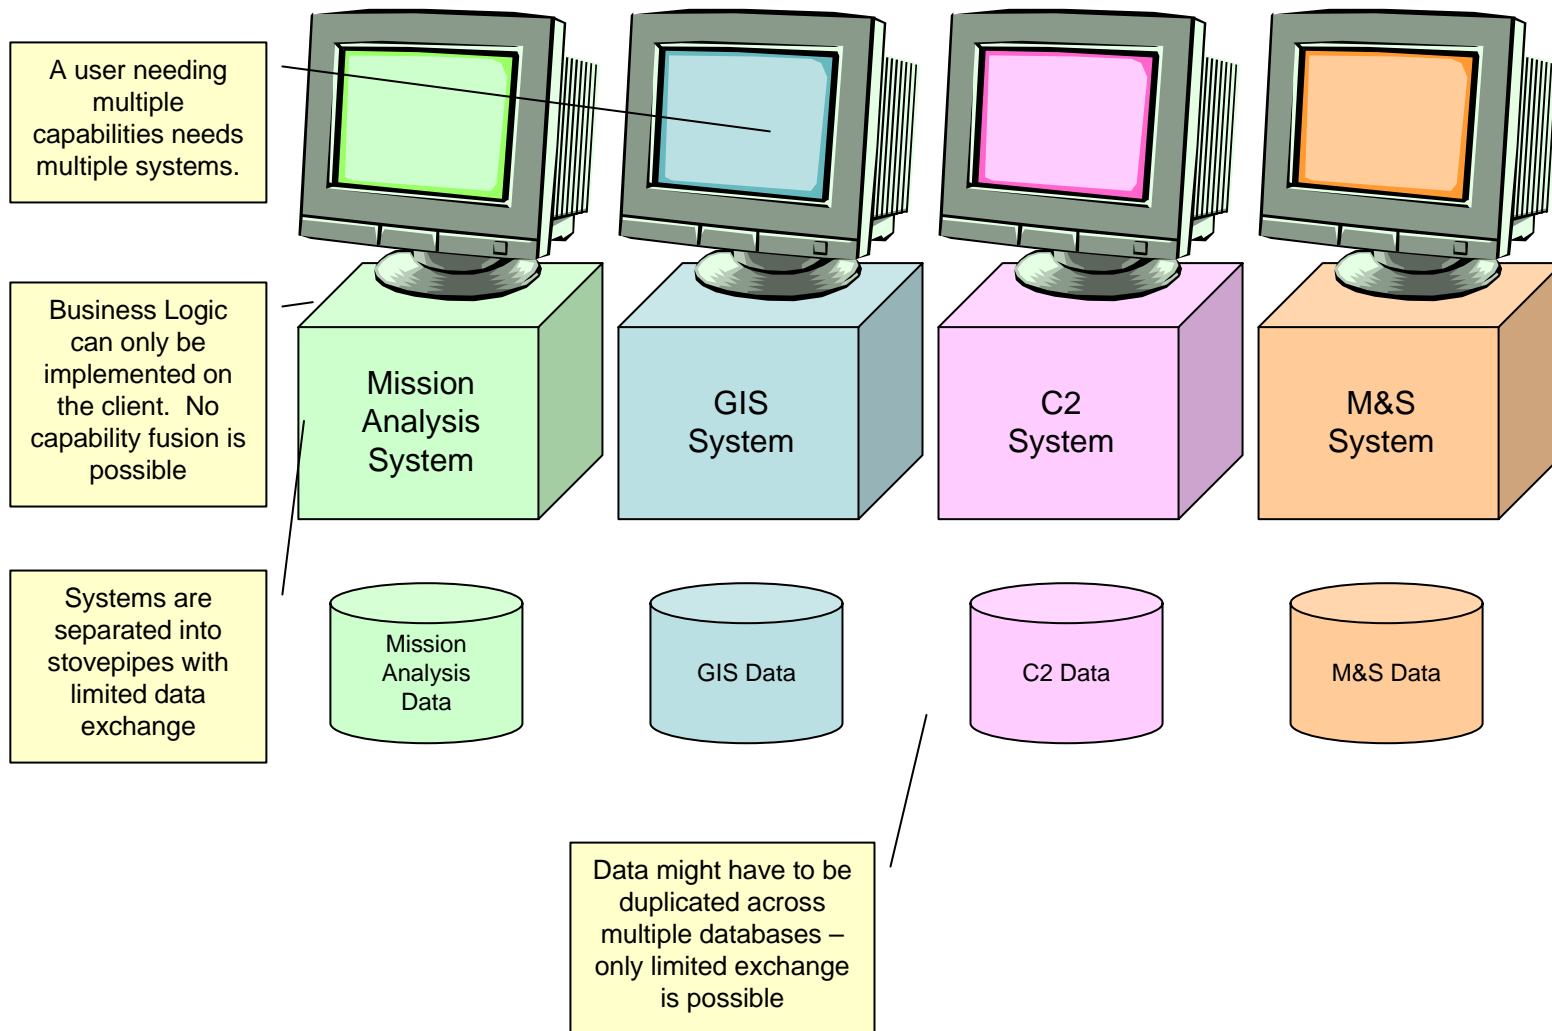 A user needing
multiple
capabilities needs
multiple systems.
Business Logic
can only be
implemented on
the client.  No
capability fusion is
possible
Mission
Analysis
System
GIS
System
C2
System
M&S
System
Systems are
separated into
stovepipes with
limited data
exchange
Mission
Analysis
Data
GIS Data
C2 Data
M&S Data
Data might have to be
duplicated across
multiple databases –
only limited exchange
is possible